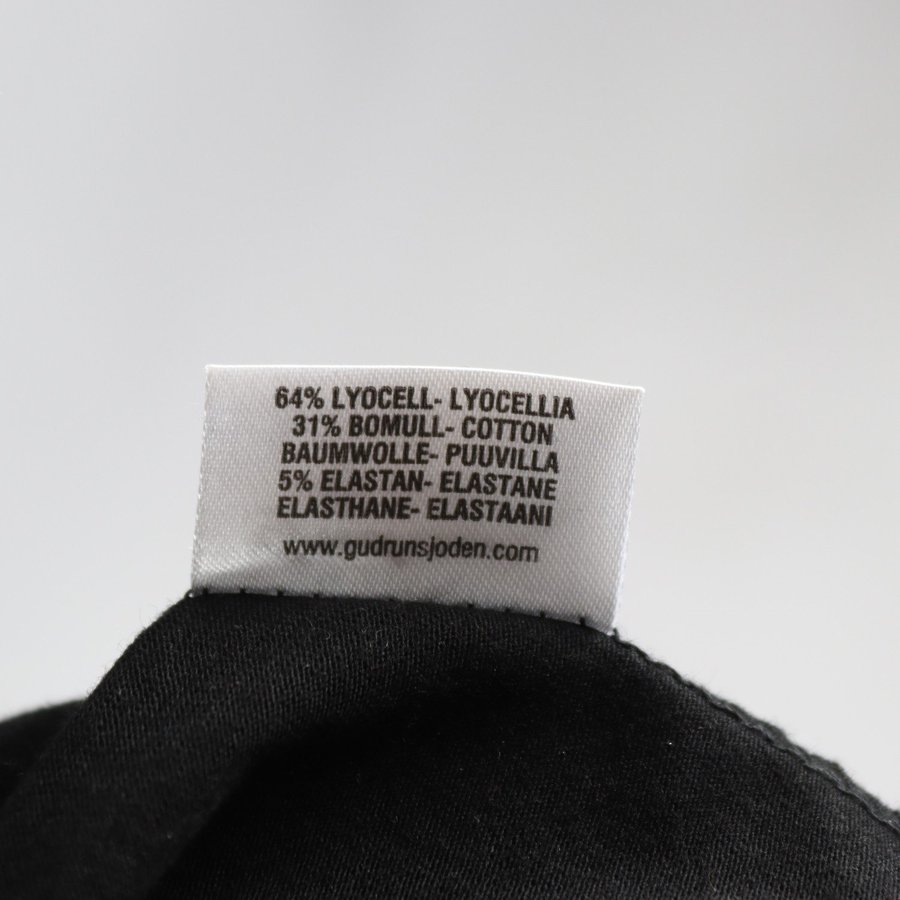 64% LYOCELL- LYOCELLIA
31% BOMULL- COTTON
BAUMWOLLE- PUUVILLA
5% ELASTAN- ELASTANE
ELASTHANE- ELASTAANI
www.gudrunsjoden.com